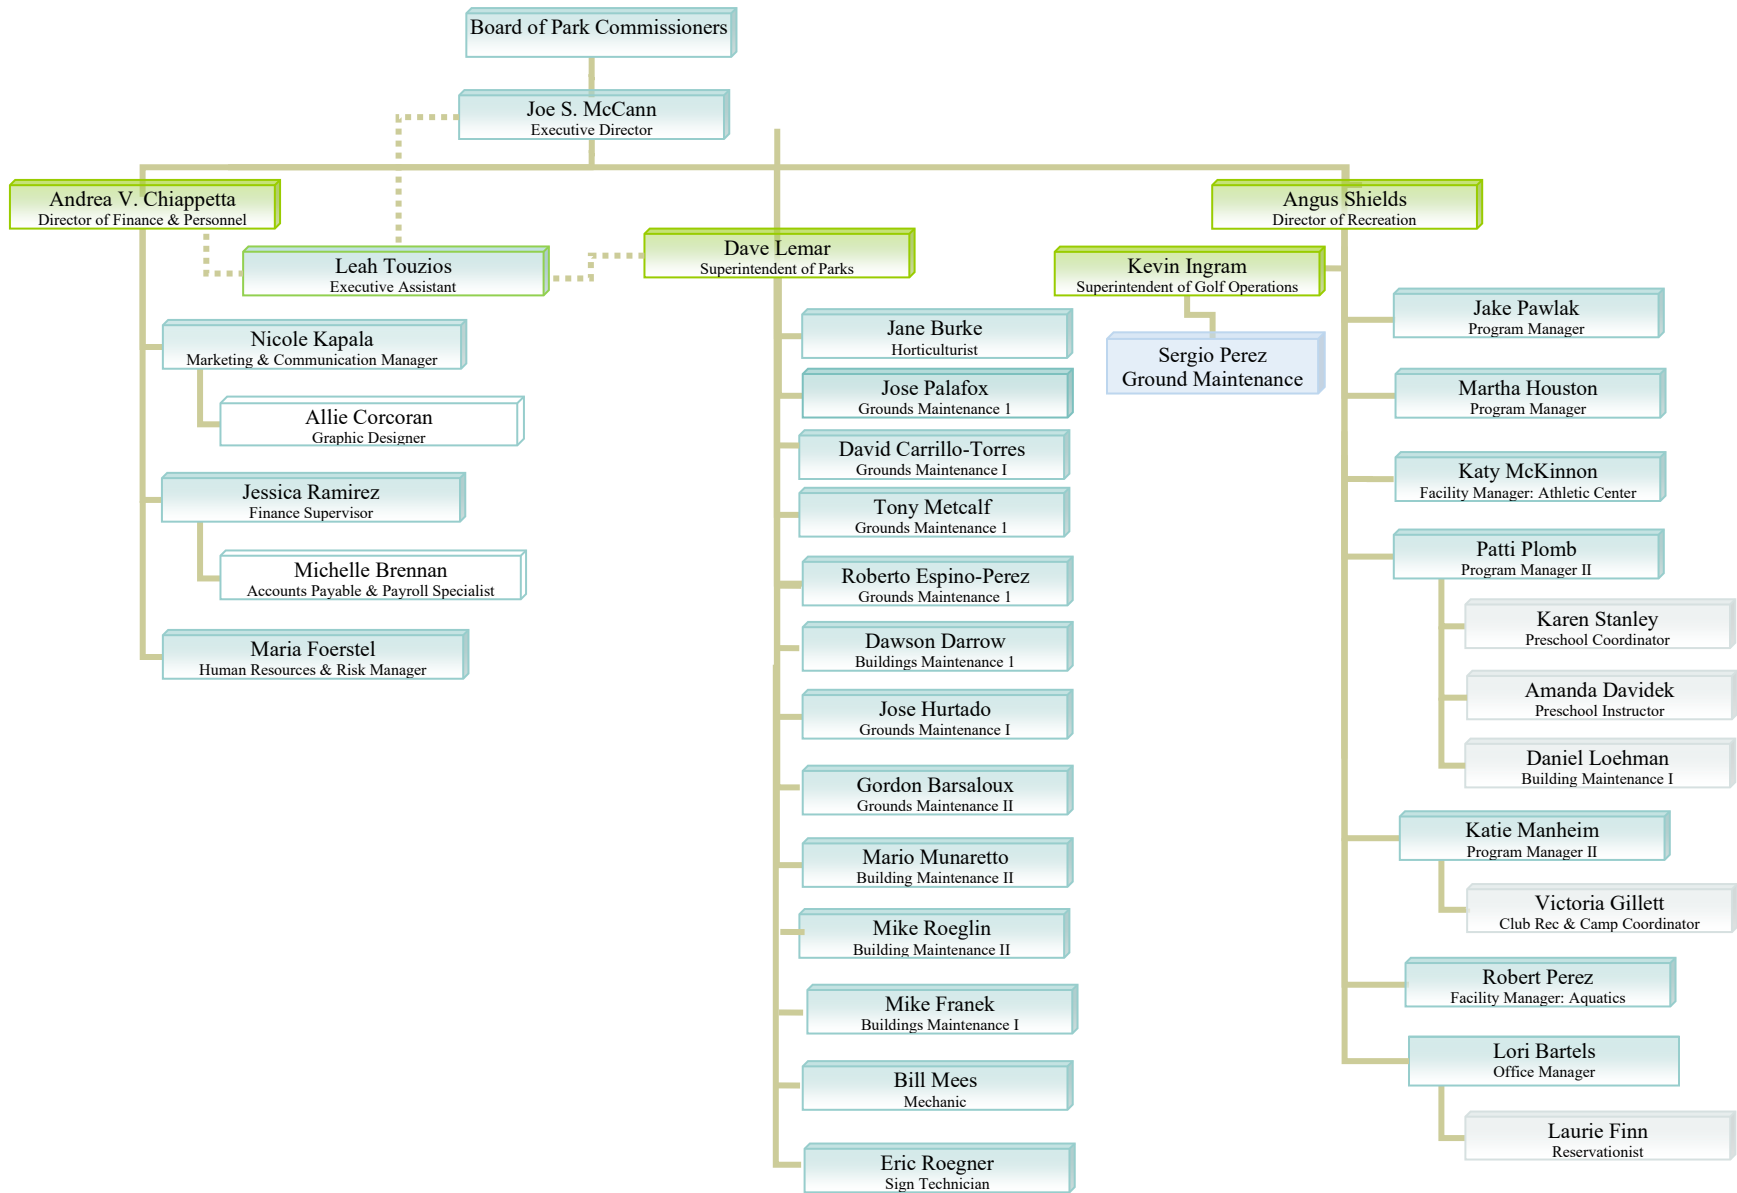 Board of Park Commissioners
Joe S. McCann
Executive Director
Andrea V. Chiappetta
Director of Finance & Personnel
Leah Touzios
Executive Assistant
Nicole Kapala
Marketing & Communication Manager
Allie Corcoran
Graphic Designer
Jessica Ramirez
Finance Supervisor
Michelle Brennan
Accounts Payable & Payroll Specialist
Maria Foerstel
Human Resources & Risk Manager
Dave Lemar
Superintendent of Parks
Jane Burke
Horticulturist
Jose Palafox
Grounds Maintenance 1
David Carrillo-Torres
Grounds Maintenance I
Tony Metcalf
Grounds Maintenance 1
Roberto Espino-Perez
Grounds Maintenance 1
Dawson Darrow
Buildings Maintenance 1
Jose Hurtado
Grounds Maintenance I
Gordon Barsaloux
Grounds Maintenance II
Mario Munaretto
Building Maintenance II
Mike Roeglin
Building Maintenance II
Mike Franek
Buildings Maintenance I
Bill Mees
Mechanic
Eric Roegner
Sign Technician
Angus Shields
Director of Recreation
Kevin Ingram
Superintendent of Golf Operations
Sergio Perez
Ground Maintenance
Jake Pawlak
Program Manager
Martha Houston
Program Manager
Katy McKinnon
Facility Manager: Athletic Center
Patti Plomb
Program Manager II
Karen Stanley
Preschool Coordinator
Amanda Davidek
Preschool Instructor
Daniel Loehman
Building Maintenance I
Katie Manheim
Program Manager II
Victoria Gillett
Club Rec & Camp Coordinator
Robert Perez
Facility Manager: Aquatics
Lori Bartels
Office Manager
Laurie Finn
Reservationist